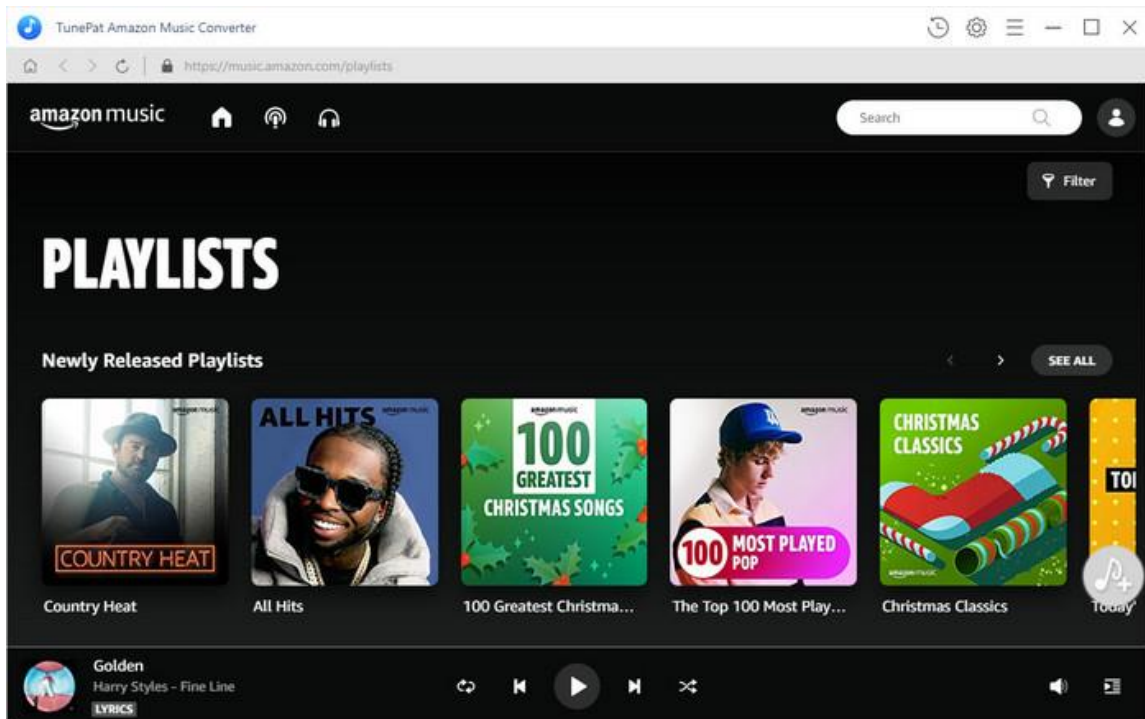 TunePat Amazon Music Converter
https://music.amazon.com/playlists
amazon music
Search
Filter
PLAYLISTS
Newly Released Playlists
SEE ALL
amazon music
COUNTRY HEAT
ALL HITS
amazon music
amazon music
100
GREATEST
CHRISTMAS SONGS
amazon music
100 MOST PLAYED
POP
CHRISTMAS
CLASSICS
amazon music
TO
Country Heat
All Hits
100 Greatest Christma...
The Top 100 Most Play...
Christmas Classics
Today'
Golden
Harry Styles - Fine Line
LYRICS